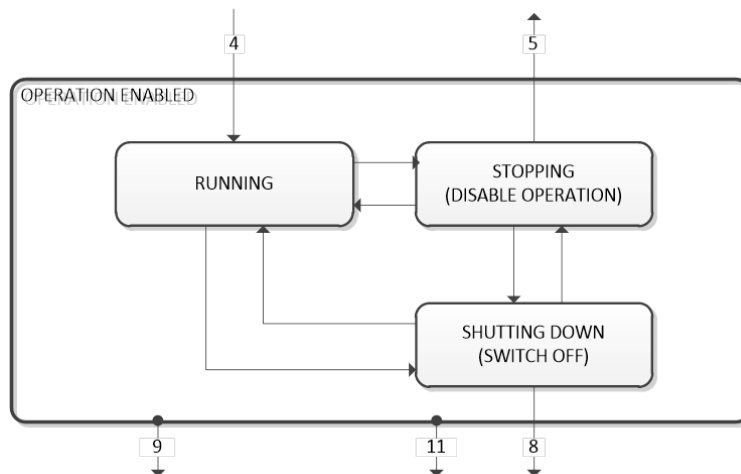 4
5
OPERATION ENABLED
RUNNING
STOPPING
(DISABLE OPERATION)
SHUTTING DOWN
(SWITCH OFF)
9
11
8